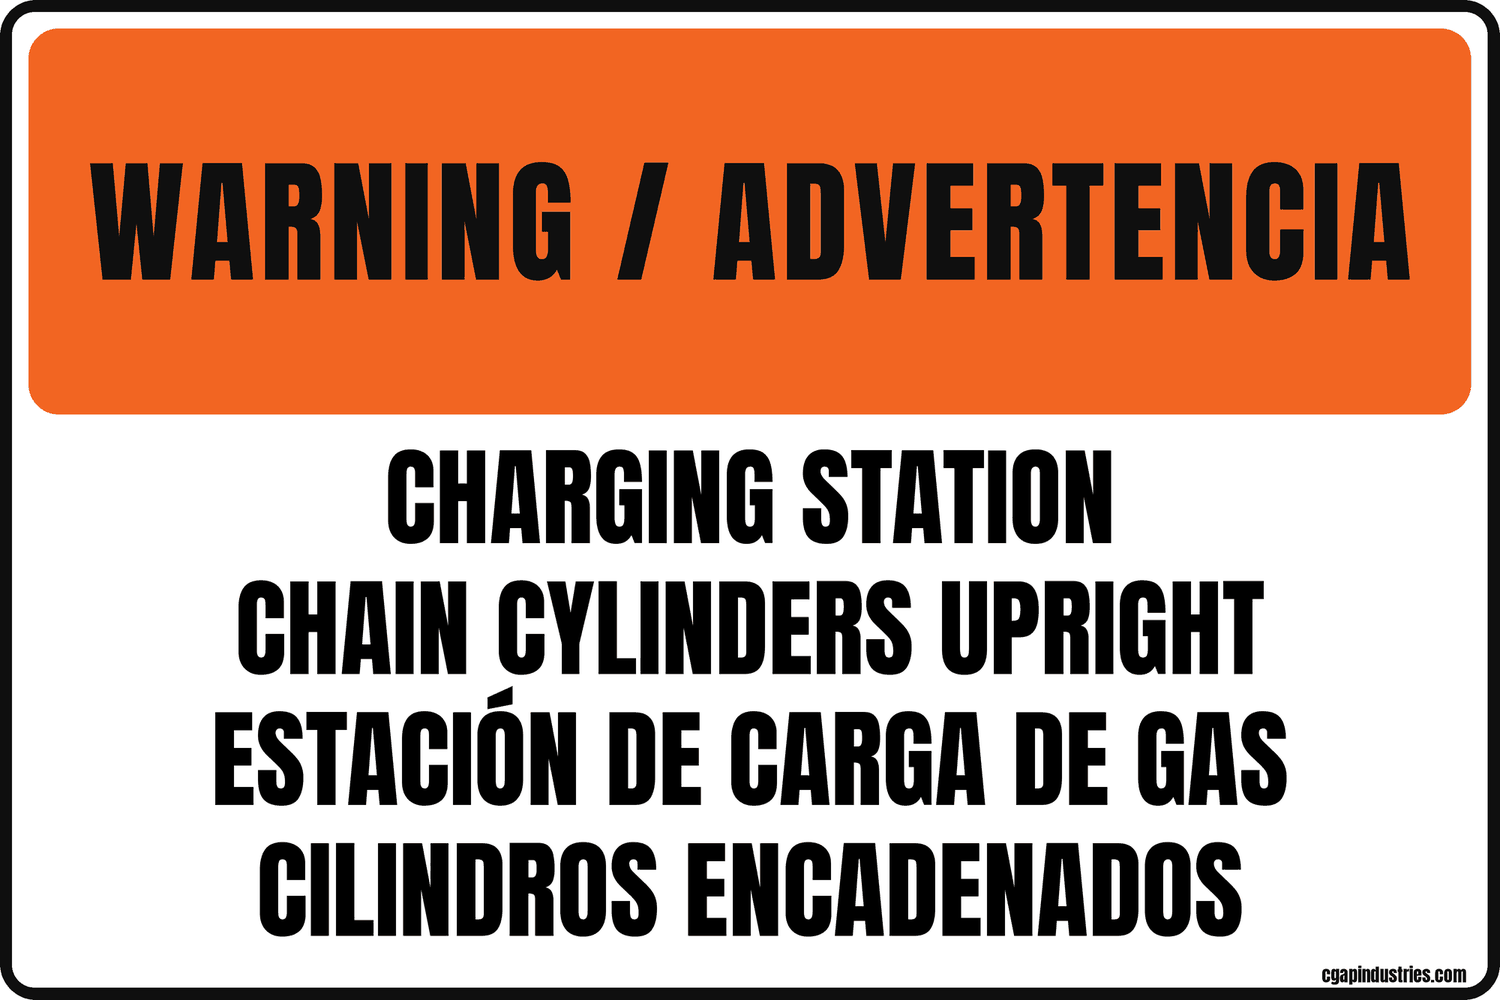 WARNING / ADVERTENCIA
CHARGING STATION
CHAIN CYLINDERS UPRIGHT
ESTACIÓN DE CARGA DE GAS
CILINDROS ENCADENADOS
cgapindustries.com